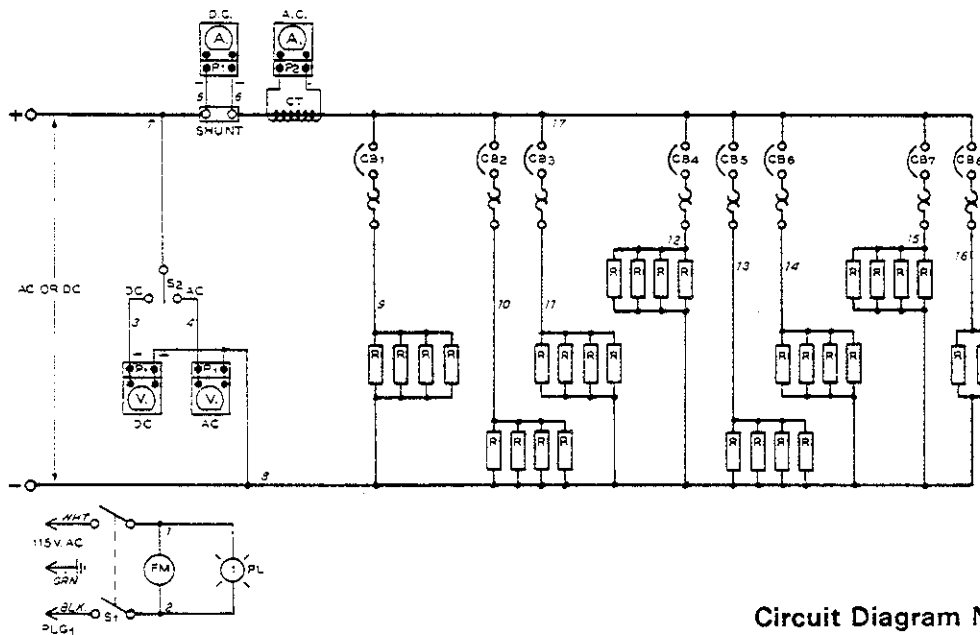 D.C. A.C.
A. A.
P1 P2
5 6 CT
+ 7 SHUNT 17
CB1 CB2 CB3 CB4 CB5 CB6 CB7 CB8
12 15
R R R R R R R R
13 14 16
S2
AC OR DC DC AC
3 4 9 10 11
R R R R R R R R R R R R R R
P+ P+
V. V.
DC AC
R R R R R R R R
- 8
WHT 1
115 V. AC
FM 1 PL
GRN
BLK. S1 2
PLG1
Circuit Diagram N